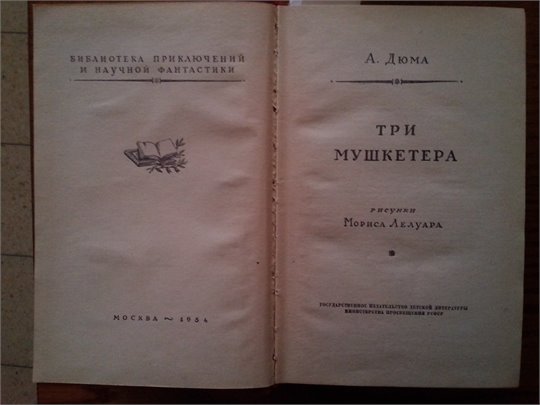 БИБЛИОТЕКА ПРИКЛЮЧЕНИЙ
И НАУЧНОЙ ФАНТАСТИКИ
МОСКВА ~ 1954
А. ДЮМА
ТРИ
МУШКЕТЕРА
РИСУНКИ
МОРИСА ЛЕЛУАРА
ГОСУДАРСТВЕННОЕ ИЗДАТЕЛЬСТВО ДЕТСКОЙ ЛИТЕРАТУРЫ
МИНИСТЕРСТВА ПРОСВЕЩЕНИЯ РСФСР